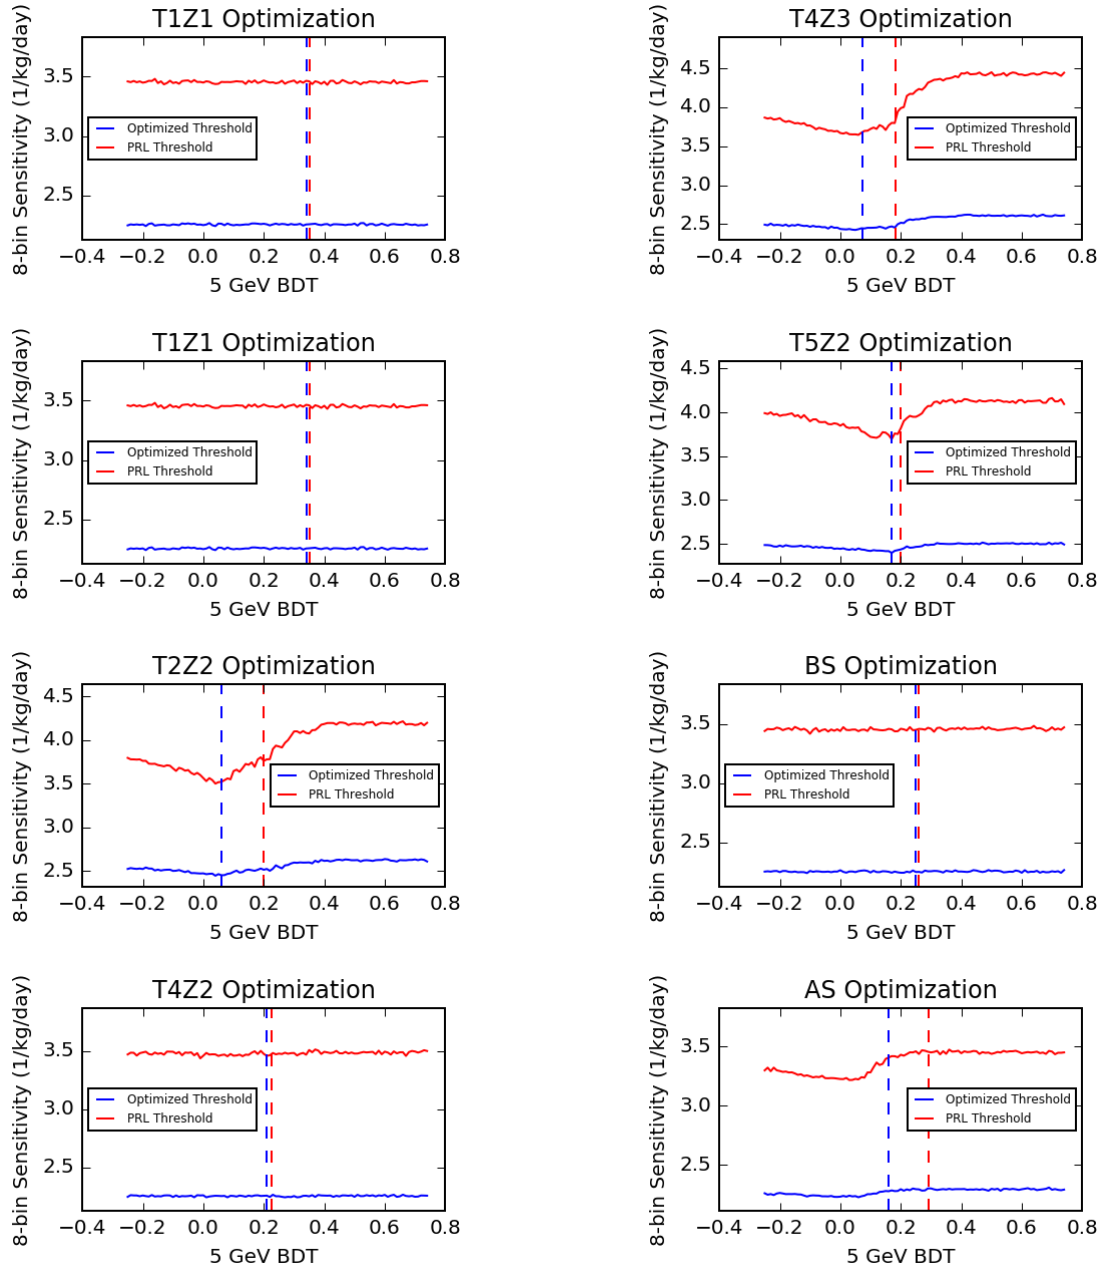 T1Z1 Optimization
8-bin Sensitivity (1/kg/day)
3.5
3.0
2.5
Optimized Threshold
PRL Threshold
−0.4 −0.2 0.0 0.2 0.4 0.6 0.8
5 GeV BDT
T4Z3 Optimization
8-bin Sensitivity (1/kg/day)
4.5
4.0
3.5
3.0
2.5
Optimized Threshold
PRL Threshold
−0.4 −0.2 0.0 0.2 0.4 0.6 0.8
5 GeV BDT
T1Z1 Optimization
8-bin Sensitivity (1/kg/day)
3.5
3.0
2.5
Optimized Threshold
PRL Threshold
−0.4 −0.2 0.0 0.2 0.4 0.6 0.8
5 GeV BDT
T5Z2 Optimization
8-bin Sensitivity (1/kg/day)
4.5
4.0
3.5
3.0
2.5
Optimized Threshold
PRL Threshold
−0.4 −0.2 0.0 0.2 0.4 0.6 0.8
5 GeV BDT
T2Z2 Optimization
8-bin Sensitivity (1/kg/day)
4.5
4.0
3.5
3.0
2.5
Optimized Threshold
PRL Threshold
−0.4 −0.2 0.0 0.2 0.4 0.6 0.8
5 GeV BDT
BS Optimization
8-bin Sensitivity (1/kg/day)
3.5
3.0
2.5
Optimized Threshold
PRL Threshold
−0.4 −0.2 0.0 0.2 0.4 0.6 0.8
5 GeV BDT
T4Z2 Optimization
8-bin Sensitivity (1/kg/day)
3.5
3.0
2.5
Optimized Threshold
PRL Threshold
−0.4 −0.2 0.0 0.2 0.4 0.6 0.8
5 GeV BDT
AS Optimization
8-bin Sensitivity (1/kg/day)
3.5
3.0
2.5
Optimized Threshold
PRL Threshold
−0.4 −0.2 0.0 0.2 0.4 0.6 0.8
5 GeV BDT